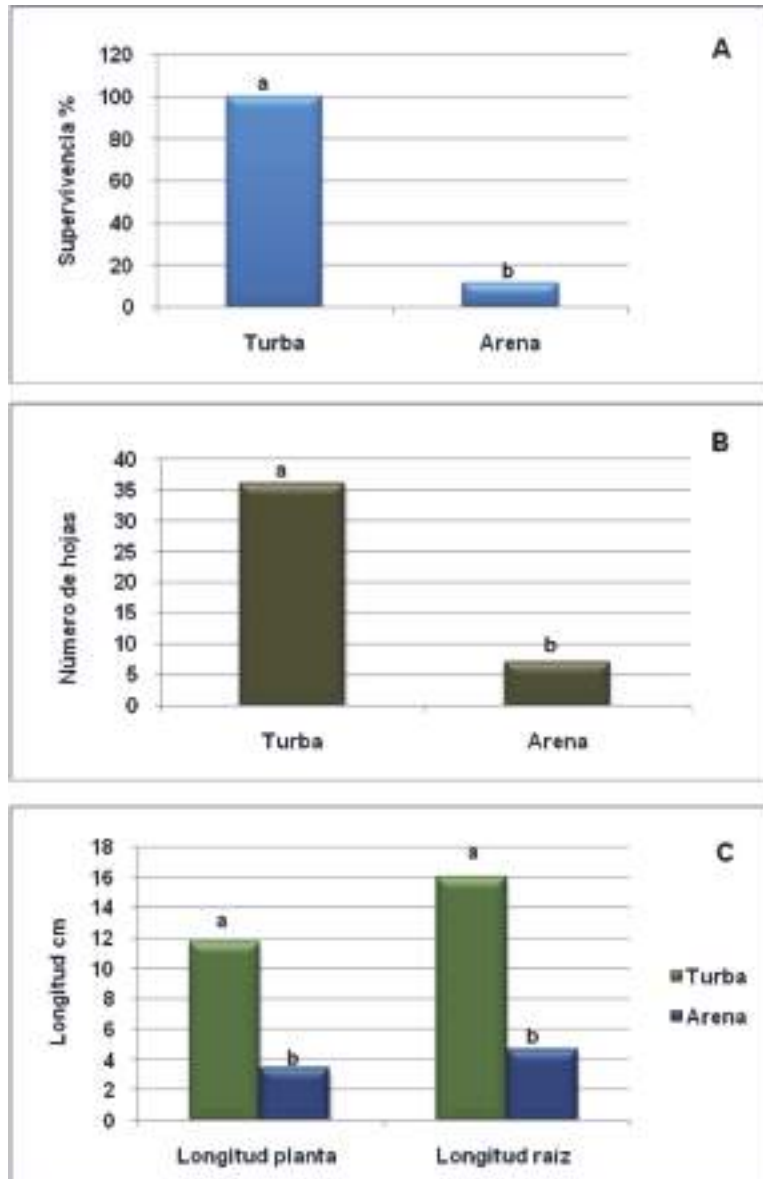 A
Supervivencia %
120
100
80
60
40
20
0
a
b
Turba Arena
B
Número de hojas
40
35
30
25
20
15
10
5
0
a
b
Turba Arena
C
Longitud cm
18
16
14
12
10
8
6
4
2
0
a
b
a
b
Turba
Arena
Longitud planta Longitud raíz